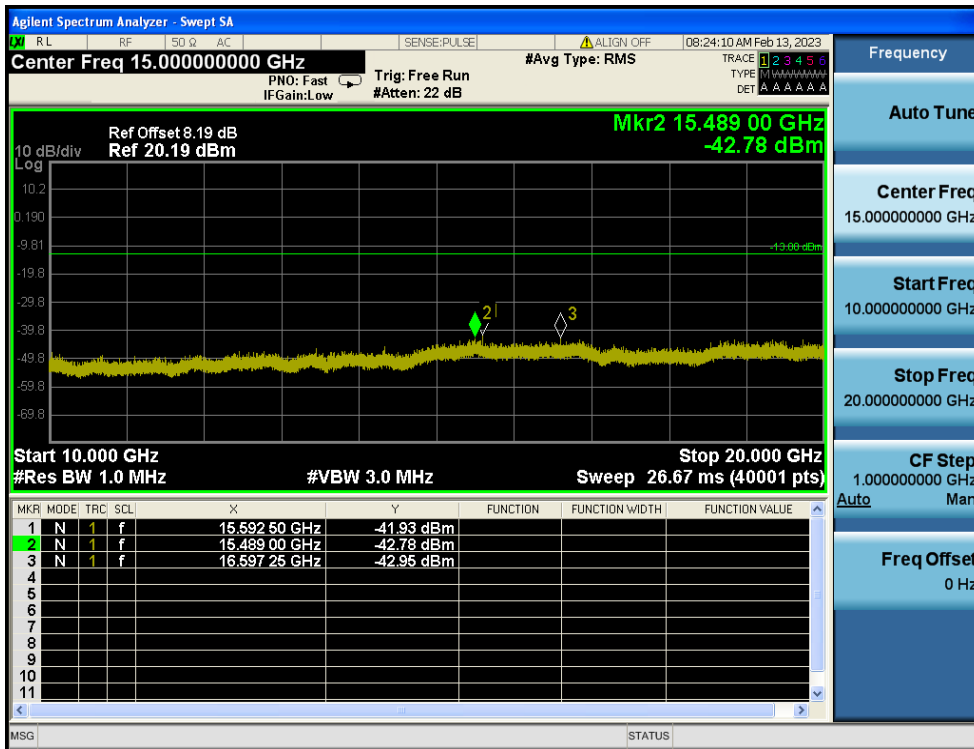 Agilent Spectrum Analyzer - Swept SA
LXI RL RF 50 Ω AC SENSE:PULSE ALIGN OFF 08:24:10 AM Feb 13, 2023
Center Freq 15.000000000 GHz #Avg Type: RMS TRACE 1 2 3 4 5 6
PNO: Fast Trig: Free Run TYPE M WWWWW
IFGain:Low #Atten: 22 dB DET A A A A A A
Mkr2 15.489 00 GHz
Ref Offset 8.19 dB
10 dB/div Ref 20.19 dBm -42.78 dBm
Log
10.2
0.190
-9.81
-13.00 dBm
-19.8
-29.8
2 3
-39.8
-49.8
-59.8
-69.8
Start 10.000 GHz Stop 20.000 GHz
#Res BW 1.0 MHz #VBW 3.0 MHz Sweep 26.67 ms (40001 pts)
MKR MODE TRC SCL X Y FUNCTION FUNCTION WIDTH FUNCTION VALUE
1 N 1 f 15.592 50 GHz -41.93 dBm
2 N 1 f 15.489 00 GHz -42.78 dBm
3 N 1 f 16.597 25 GHz -42.95 dBm
4
5
6
7
8
9
10
11
MSG STATUS
Frequency
Auto Tune
Center Freq
15.000000000 GHz
Start Freq
10.000000000 GHz
Stop Freq
20.000000000 GHz
CF Step
1.000000000 GHz
Auto Man
Freq Offset
0 Hz